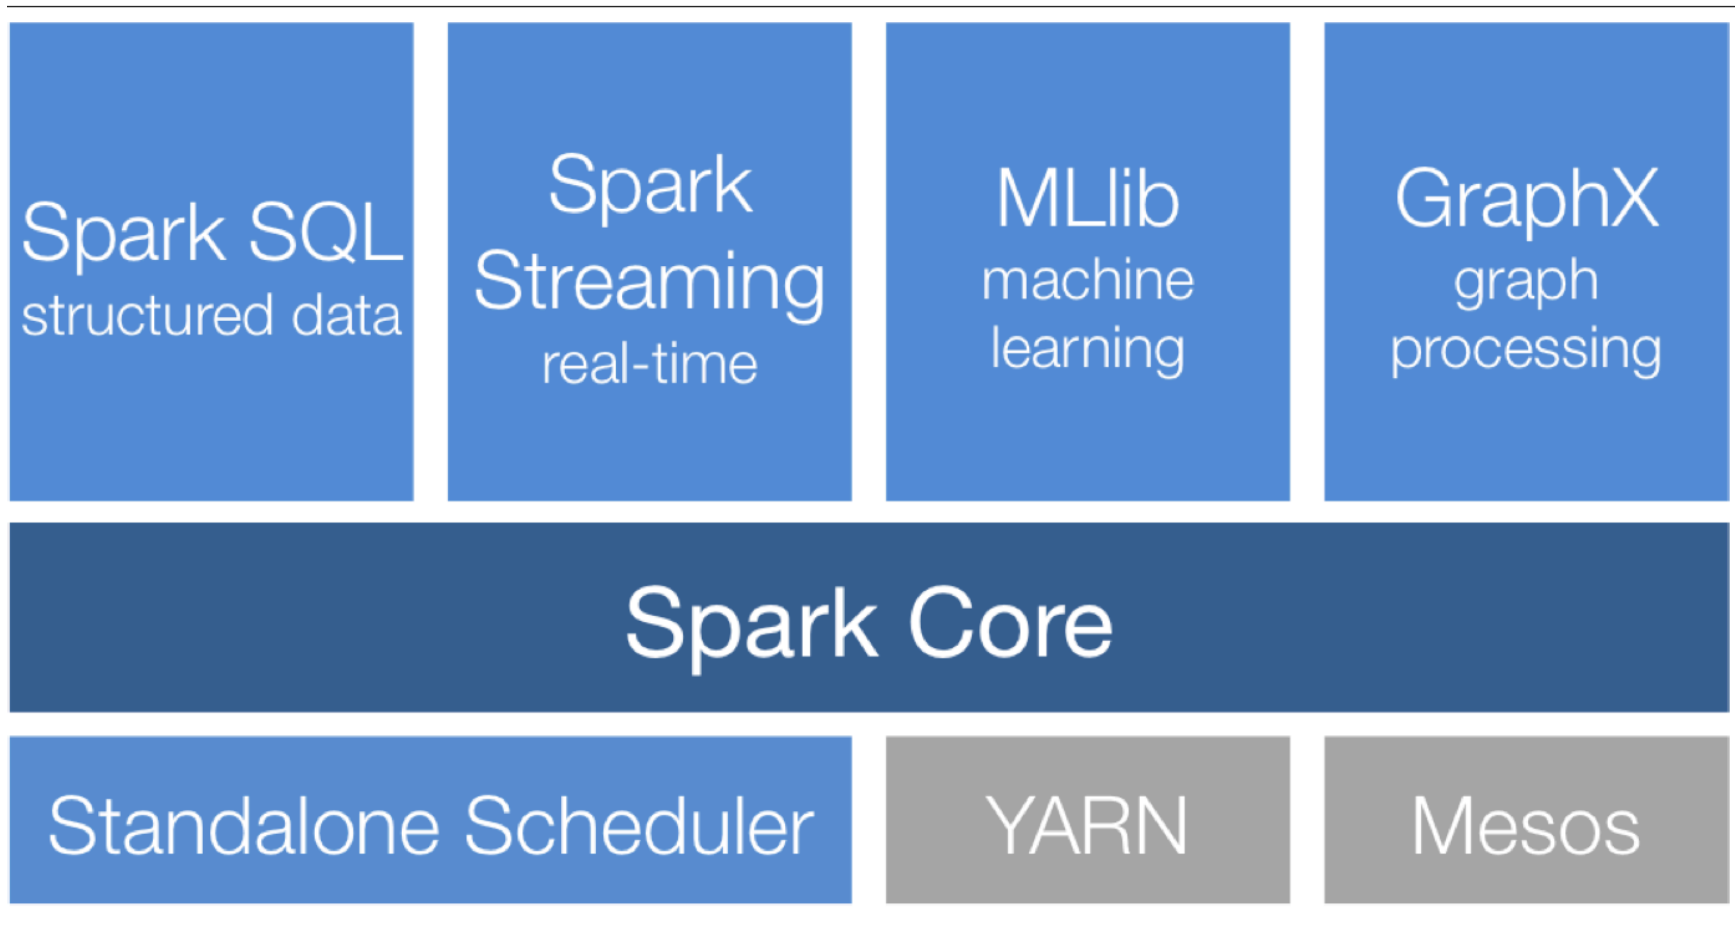 Spark SQL
structured data
Spark
Streaming
real-time
MLlib
machine
learning
GraphX
graph
processing
Spark Core
Standalone Scheduler
YARN
Mesos